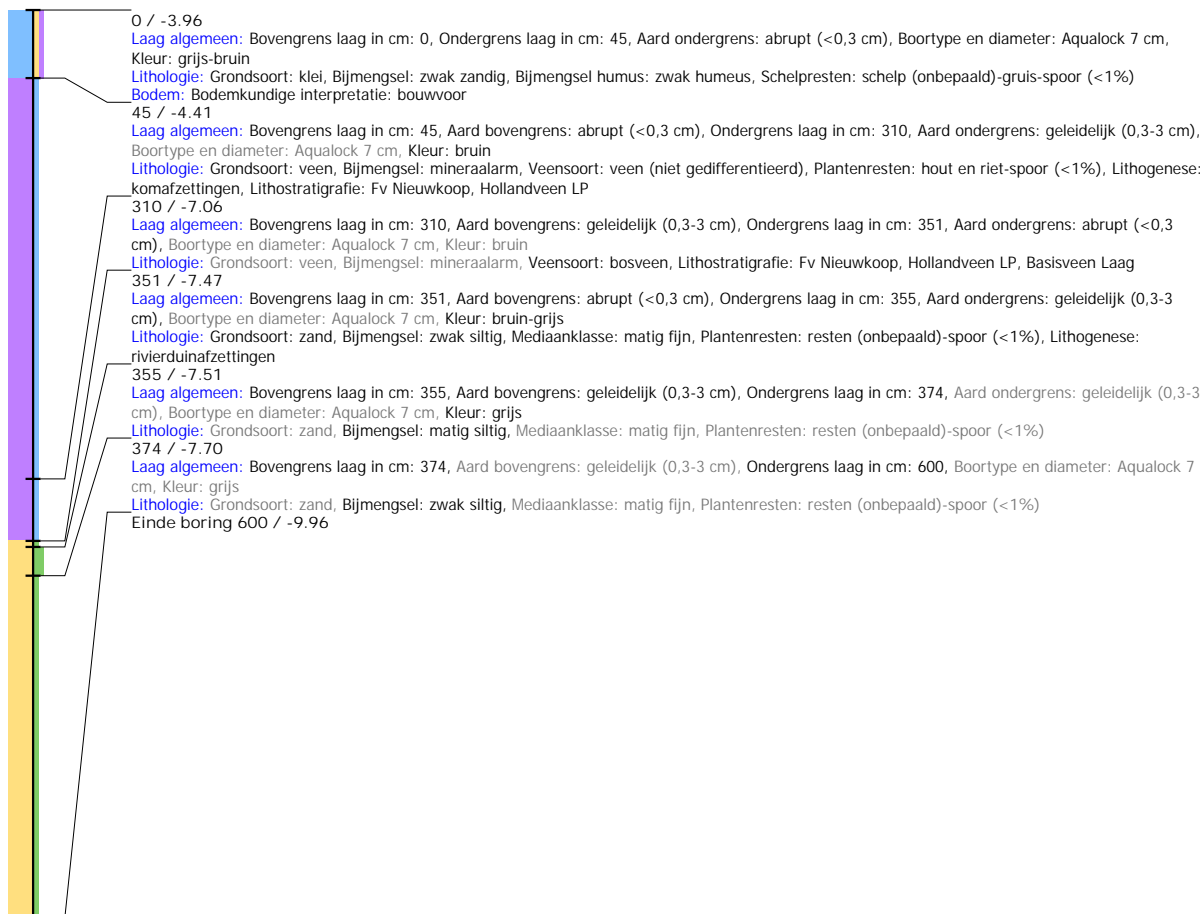 0 / -3.96
Laag algemeen: Bovengrens laag in cm: 0, Ondergrens laag in cm: 45, Aard ondergrens: abrupt (<0,3 cm), Boortype en diameter: Aqualock 7 cm,
Kleur: grijs-bruin
Lithologie: Grondsoort: klei, Bijmengsel: zwak zandig, Bijmengsel humus: zwak humeus, Schelpresten: schelp (onbepaald)-gruis-spoor (<1%)
Bodem: Bodemkundige interpretatie: bouwvoor
45 / -4.41
Laag algemeen: Bovengrens laag in cm: 45, Aard bovengrens: abrupt (<0,3 cm), Ondergrens laag in cm: 310, Aard ondergrens: geleidelijk (0,3-3 cm),
Boortype en diameter: Aqualock 7 cm, Kleur: bruin
Lithologie: Grondsoort: veen, Bijmengsel: mineraalarm, Veensoort: veen (niet gedifferentieerd), Plantenresten: hout en riet-spoor (<1%), Lithogenese:
komafzettingen, Lithostratigrafie: Fv Nieuwkoop, Hollandveen LP
310 / -7.06
Laag algemeen: Bovengrens laag in cm: 310, Aard bovengrens: geleidelijk (0,3-3 cm), Ondergrens laag in cm: 351, Aard ondergrens: abrupt (<0,3
cm), Boortype en diameter: Aqualock 7 cm, Kleur: bruin
Lithologie: Grondsoort: veen, Bijmengsel: mineraalarm, Veensoort: bosveen, Lithostratigrafie: Fv Nieuwkoop, Hollandveen LP, Basisveen Laag
351 / -7.47
Laag algemeen: Bovengrens laag in cm: 351, Aard bovengrens: abrupt (<0,3 cm), Ondergrens laag in cm: 355, Aard ondergrens: geleidelijk (0,3-3
cm), Boortype en diameter: Aqualock 7 cm, Kleur: bruin-grijs
Lithologie: Grondsoort: zand, Bijmengsel: zwak siltig, Mediaanklasse: matig fijn, Plantenresten: resten (onbepaald)-spoor (<1%), Lithogenese:
rivierduinafzettingen
355 / -7.51
Laag algemeen: Bovengrens laag in cm: 355, Aard bovengrens: geleidelijk (0,3-3 cm), Ondergrens laag in cm: 374, Aard ondergrens: geleidelijk (0,3-3
cm), Boortype en diameter: Aqualock 7 cm, Kleur: grijs
Lithologie: Grondsoort: zand, Bijmengsel: matig siltig, Mediaanklasse: matig fijn, Plantenresten: resten (onbepaald)-spoor (<1%)
374 / -7.70
Laag algemeen: Bovengrens laag in cm: 374, Aard bovengrens: geleidelijk (0,3-3 cm), Ondergrens laag in cm: 600, Boortype en diameter: Aqualock 7
cm, Kleur: grijs
Lithologie: Grondsoort: zand, Bijmengsel: zwak siltig, Mediaanklasse: matig fijn, Plantenresten: resten (onbepaald)-spoor (<1%)
Einde boring 600 / -9.96